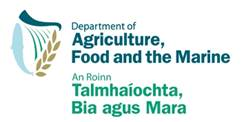 Department of
Agriculture,
Food and the Marine
An Roinn
Talmhaíochta,
Bia agus Mara